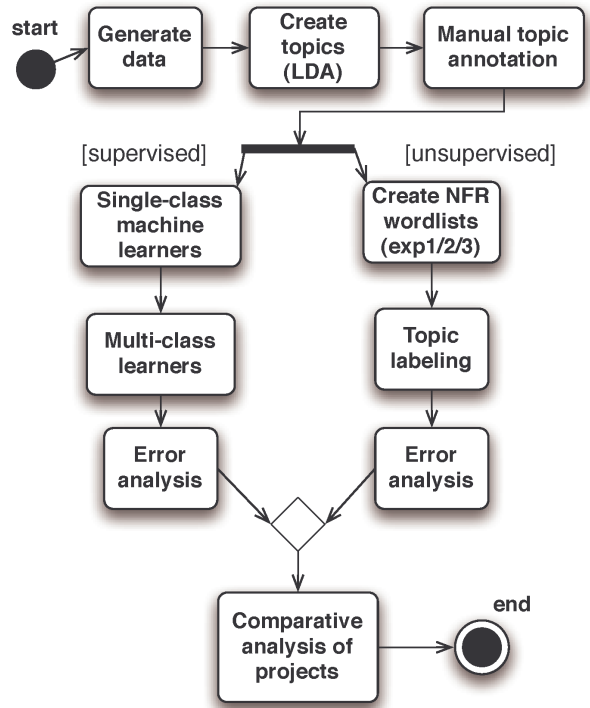 start
Generate
data
Create
topics
(LDA)
Manual topic
annotation
[supervised]
[unsupervised]
Single-class
machine
learners
Create NFR
wordlists
(exp1/2/3)
Multi-class
learners
Topic
labeling
Error
analysis
Error
analysis
Comparative
analysis of
projects
end